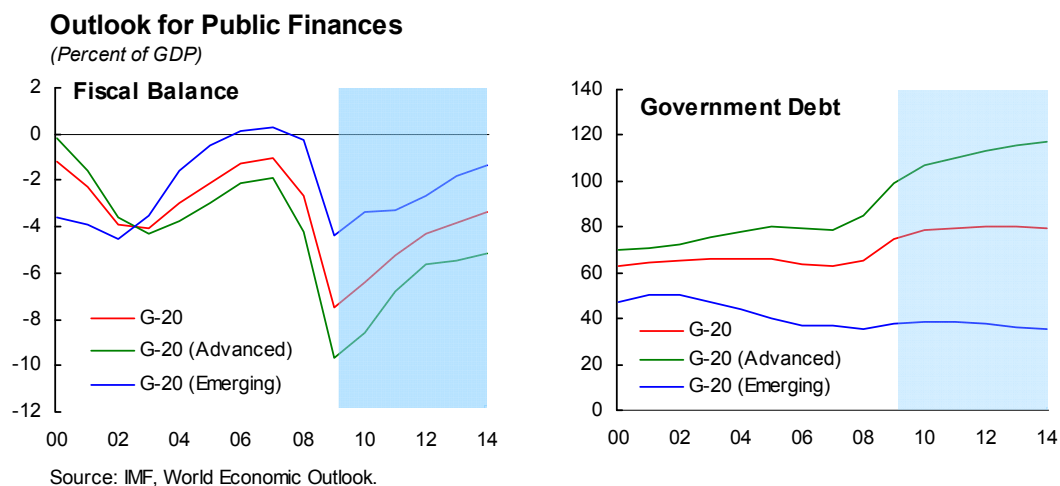 Outlook for Public Finances
(Percent of GDP)
Fiscal Balance
2
0
-2
-4
-6
-8
-10
-12
G-20
G-20 (Advanced)
G-20 (Emerging)
00 02 04 06 08 10 12 14
Government Debt
140
120
100
80
60
40
20
0
G-20
G-20 (Advanced)
G-20 (Emerging)
00 02 04 06 08 10 12 14
Source: IMF, World Economic Outlook.